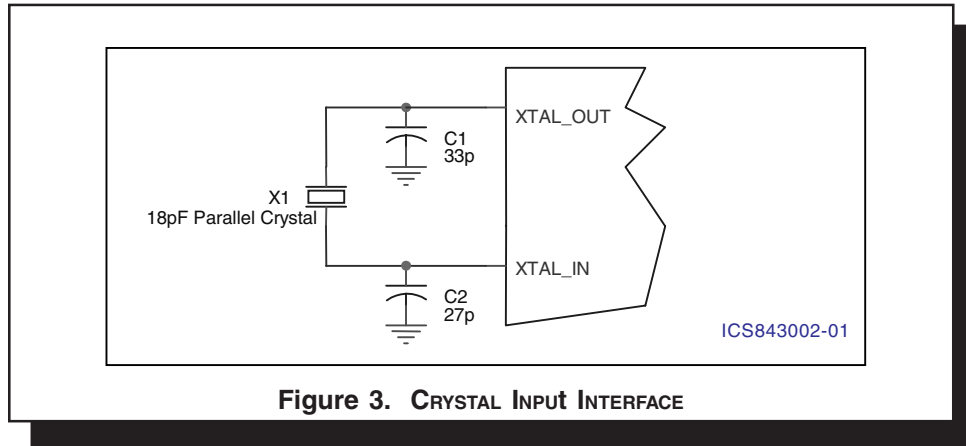 XTAL_OUT
C1
33p
X1
18pF Parallel Crystal
XTAL_IN
C2
27p
ICS843002-01
Figure 3. CRYSTAL INPUt INTERFACE